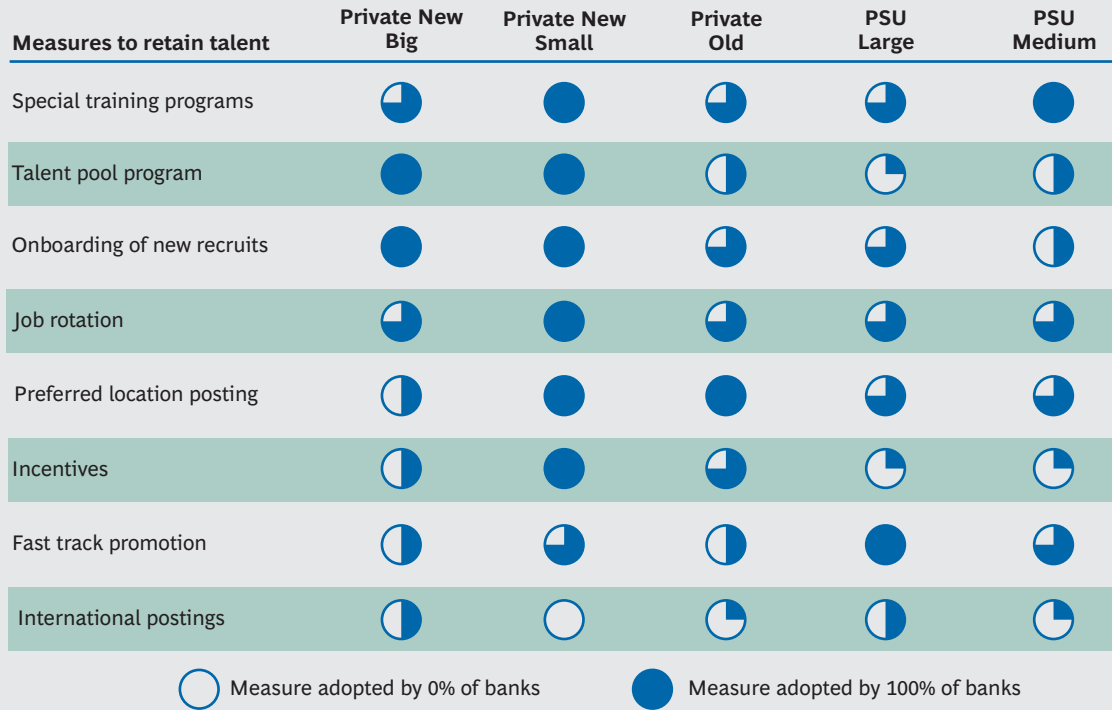 Measures to retain talent
Private New
Big
Private New
Small
Private
Old
PSU
Large
PSU
Medium
Special training programs
Talent pool program
Onboarding of new recruits
Job rotation
Preferred location posting
Incentives
Fast track promotion
International postings
Measure adopted by 0% of banks
Measure adopted by 100% of banks